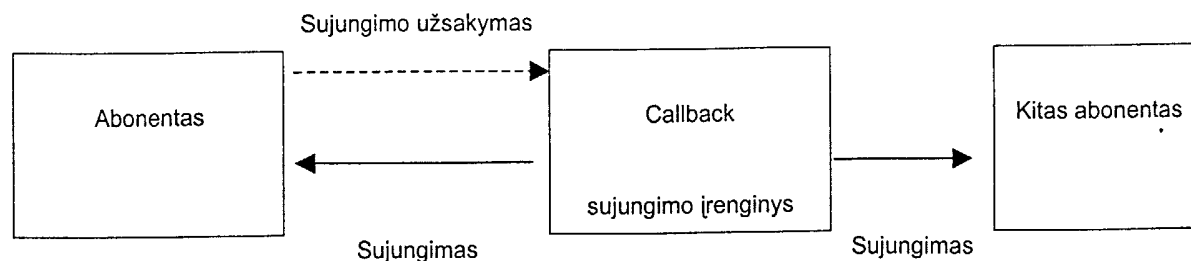 Sujungimo užsakymas
Abonentas
Callback
sujungimo įrenginys
Kitas abonentas
Sujungimas
Sujungimas